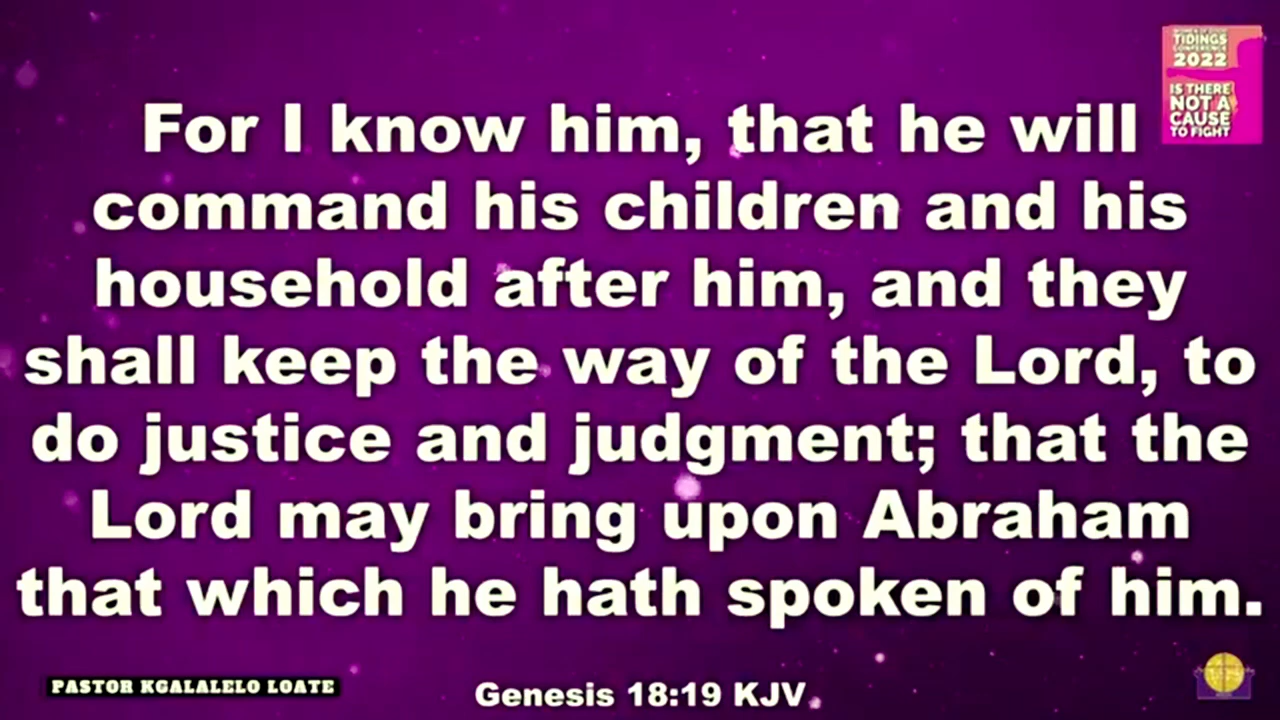 TIDINGS
CONFERENCE
2022
IS THERE
NOT A
CAUSE
TO FIGHT
For I know him, that he will
command his children and his
household after him, and they
shall keep the way of the Lord, to
do justice and judgment; that the
Lord may bring upon Abraham
that which he hath spoken of him.
PASTOR KGALALELO LOATE
Genesis 18:19 KJV